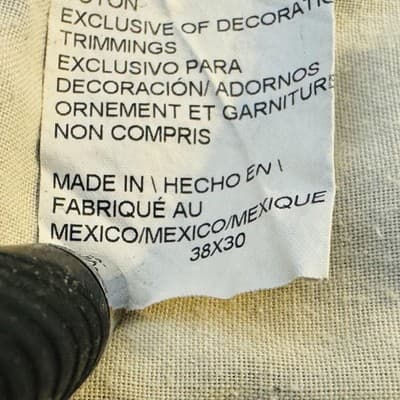 EXCLUSIVE OF
TRIMMINGS
EXCLUSIVO PARA
DECORACIÓN/ ADORNOS
ORNEMENT ET GARNITURE
NON COMPRIS
MADE IN \ HECHO EN \
FABRIQUÉ AU
MEXICO/MEXICO/MEXIQUE
38X30